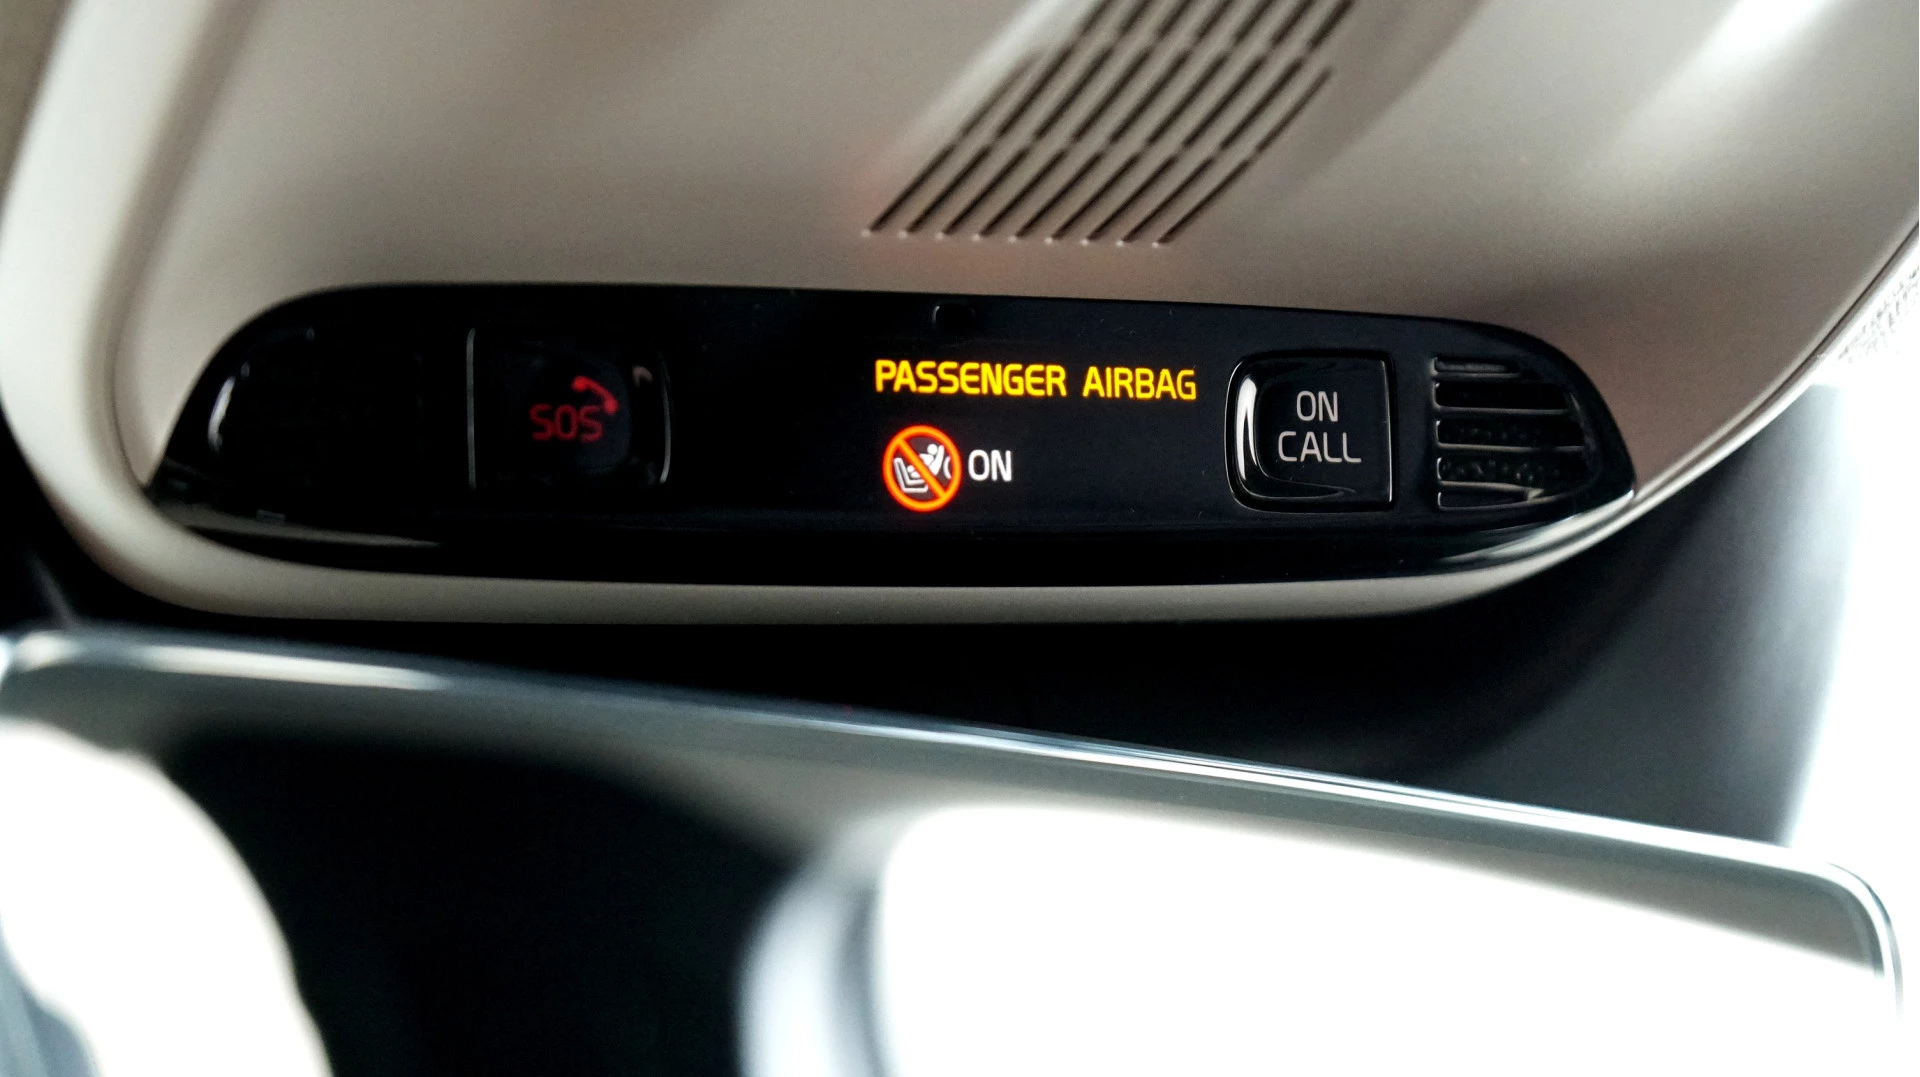 SOS
PASSENGER AIRBAG
ON
ON
CALL